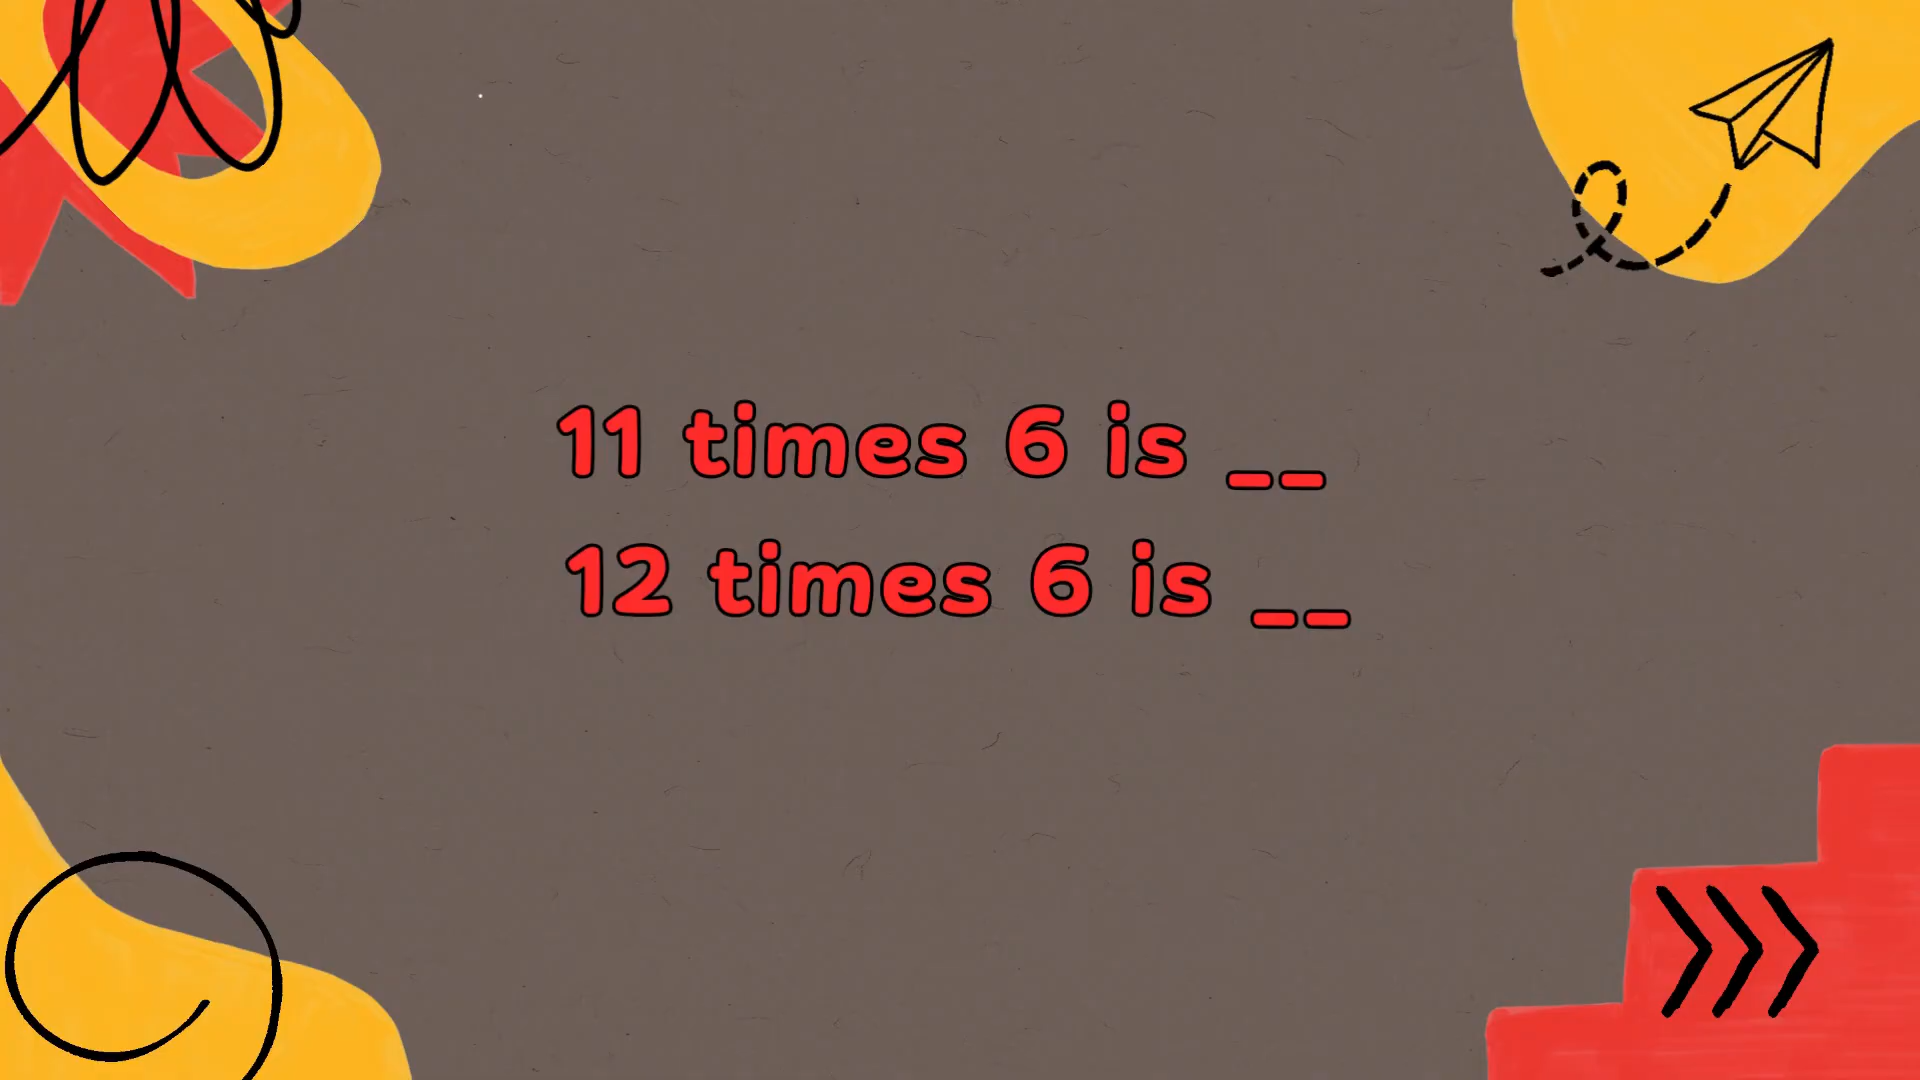 11 times 6 is __
12 times 6 is __